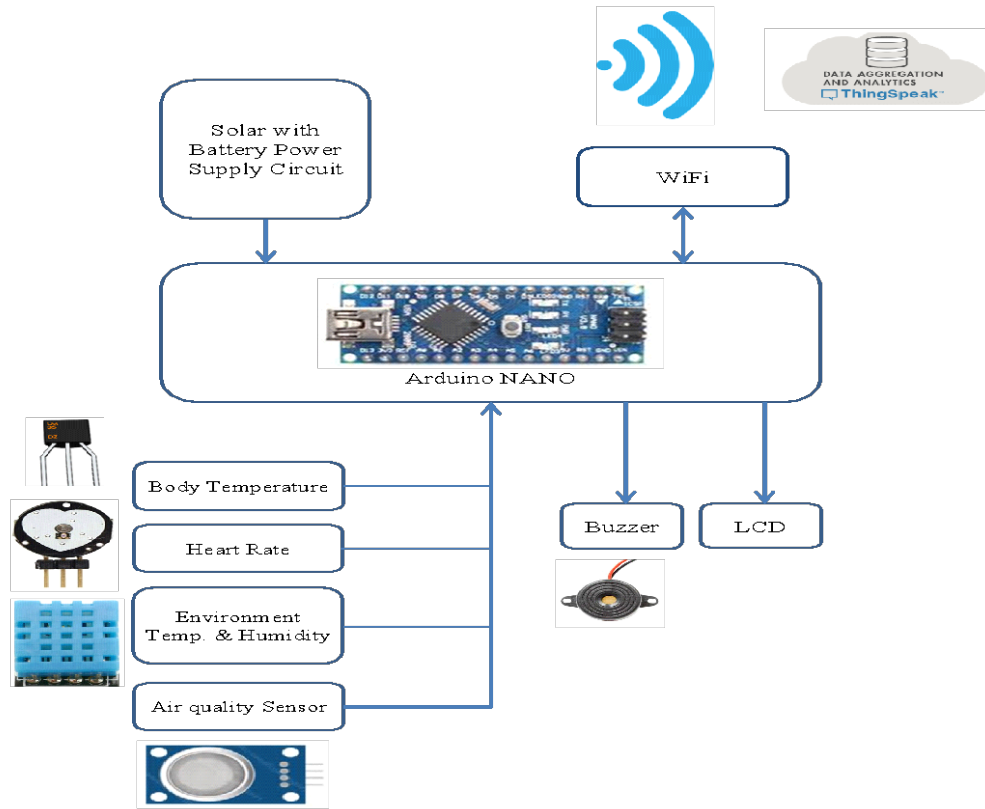 DATA AGGREGATION
AND ANALYTICS
ThingSpeak™
Solar with
Battery Power
Supply Circuit
WiFi
Arduino NANO
Body Temperature
Heart Rate
Environment
Temp. & Humidity
Air quality Sensor
Buzzer
LCD